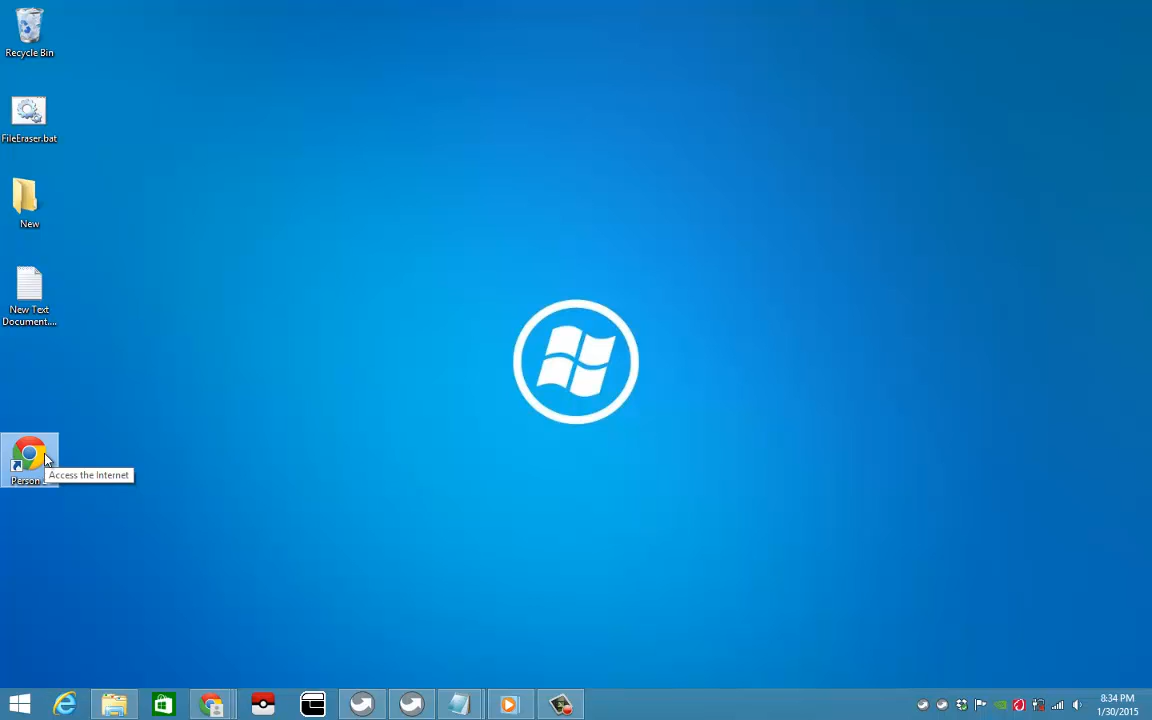 Recycle Bin
FileEraser.bat
New
New Text
Document....
Person
Access the Internet
8:34 PM
1/30/2015